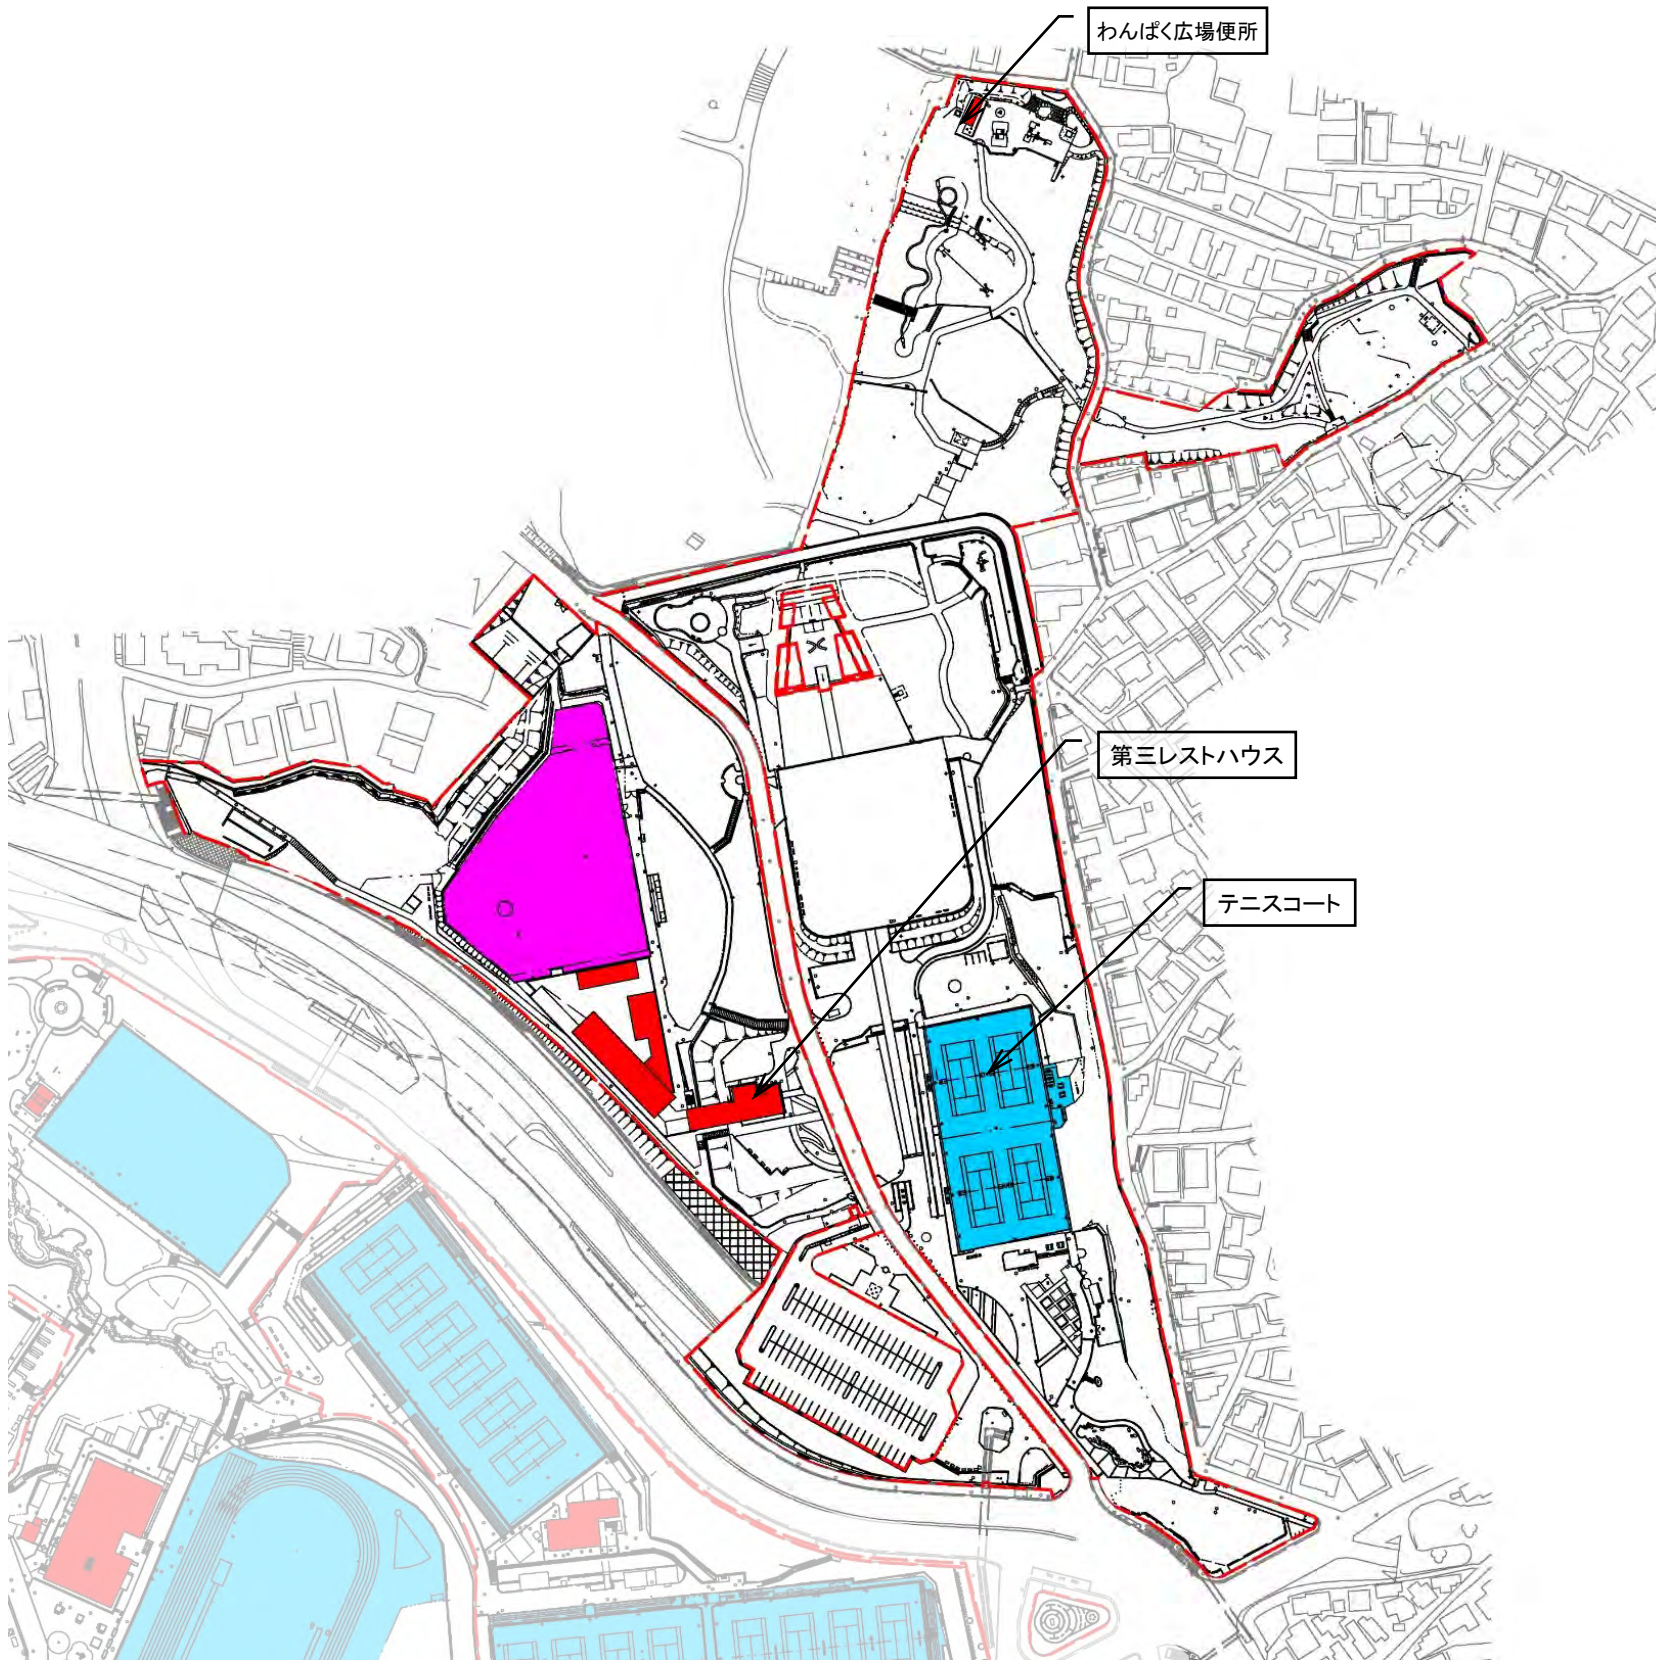 わんぱく広場便所
第三レストハウス
テニスコート